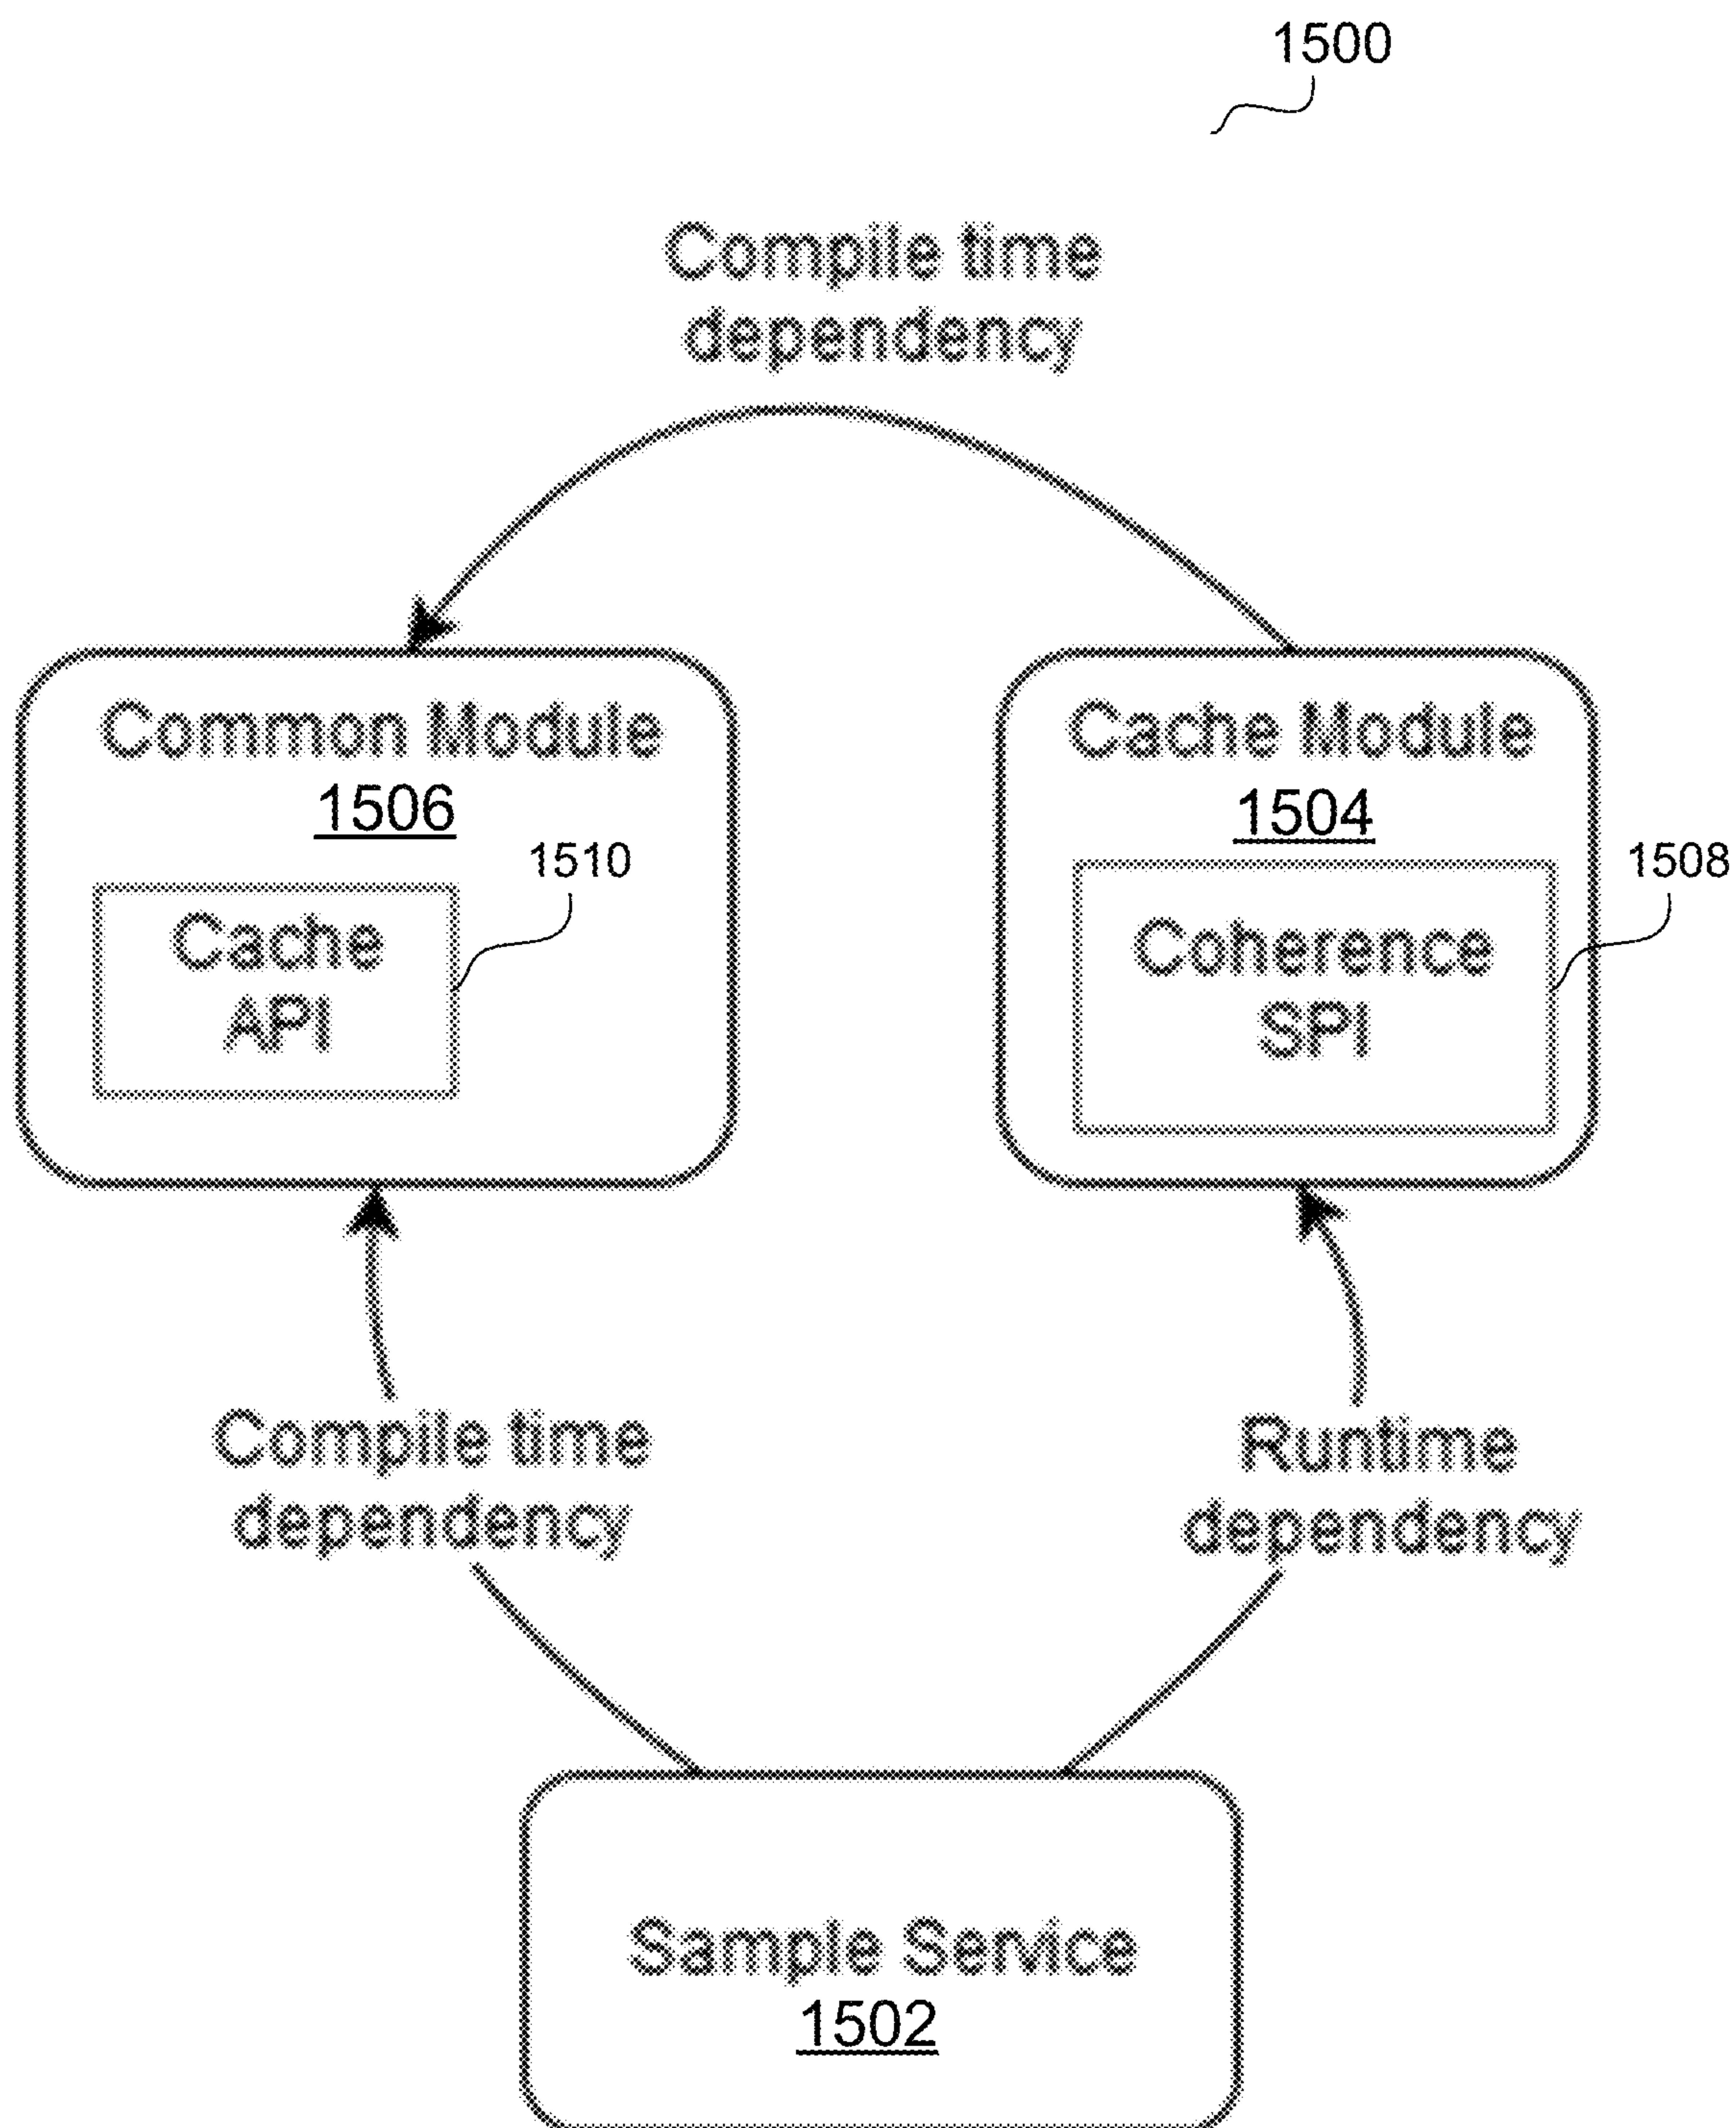 1500
Compile time
dependency
Common Module
1506
1510
Cache
API
Cache Module
1504
1508
Coherence
SPI
Compile time
dependency
Runtime
dependency
Sample Service
1502